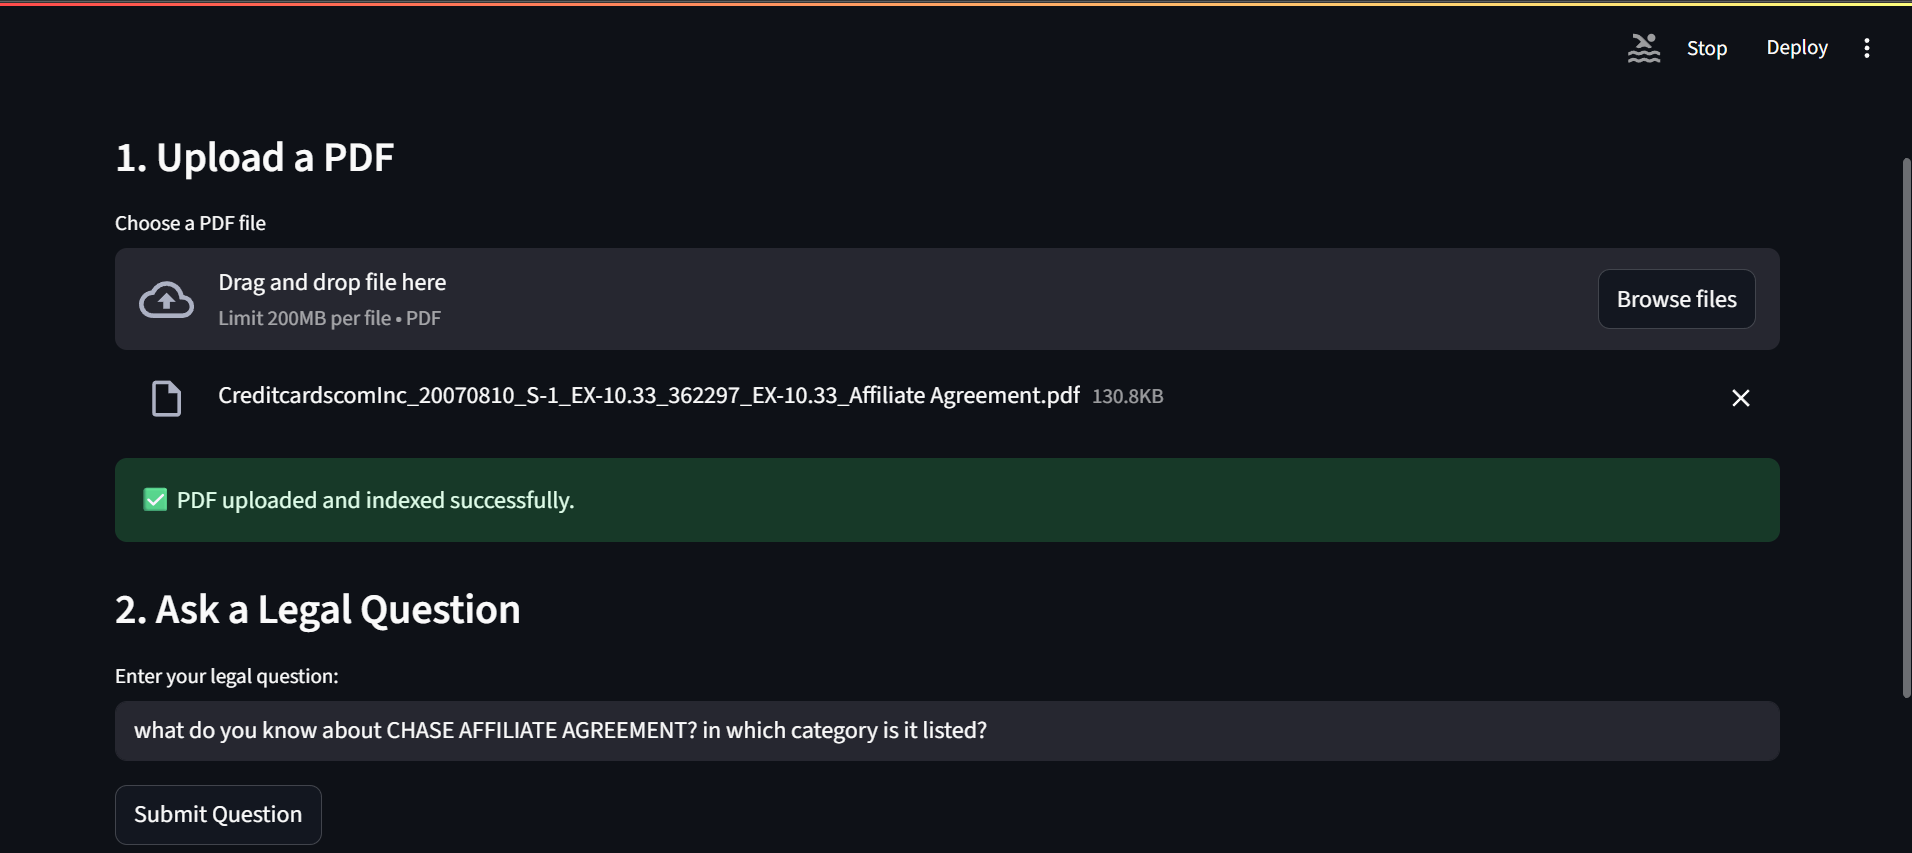 Stop
Deploy
1. Upload a PDF
Choose a PDF file
Drag and drop file here
Limit 200MB per file • PDF
Browse files
CreditcardscomInc_20070810_S-1_EX-10.33_362297_EX-10.33_Affiliate Agreement.pdf 130.8KB
✅ PDF uploaded and indexed successfully.
2. Ask a Legal Question
Enter your legal question:
what do you know about CHASE AFFILIATE AGREEMENT? in which category is it listed?
Submit Question